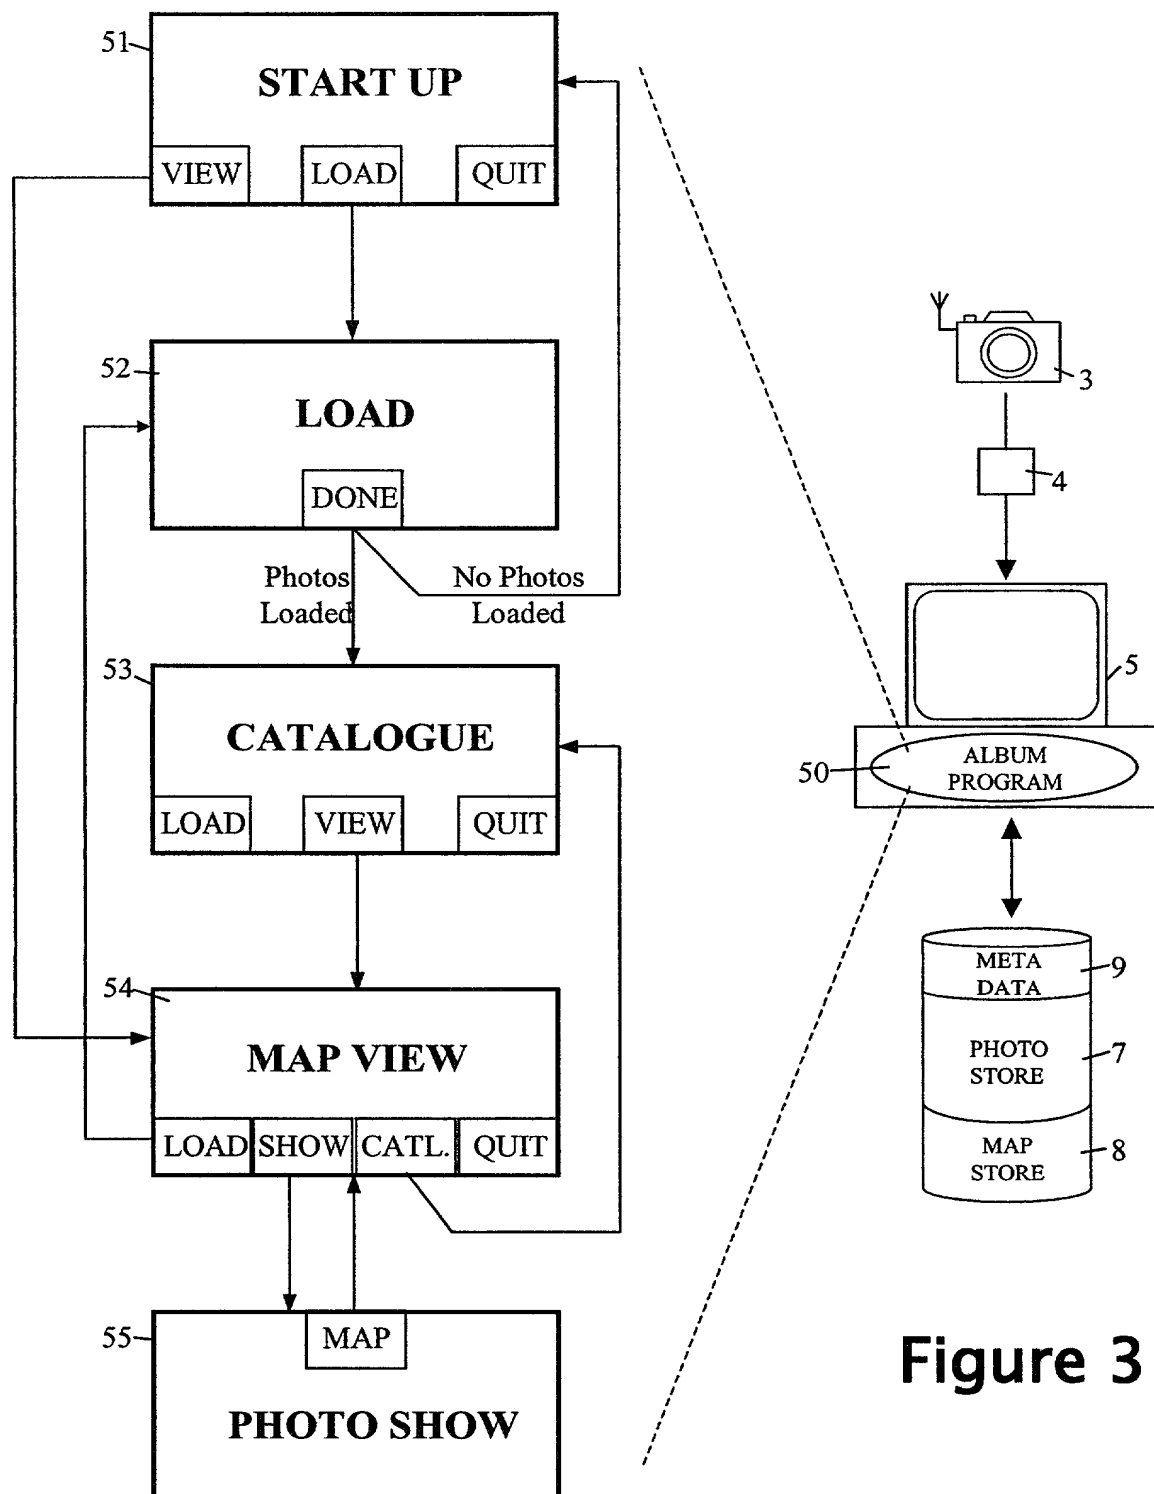 51
START UP
VIEW LOAD QUIT
52
LOAD
DONE
Photos
Loaded
No Photos
Loaded
53
CATALOGUE
LOAD VIEW QUIT
54
MAP VIEW
LOAD SHOW CATL. QUIT
55
MAP
PHOTO SHOW
3
4
5
50
ALBUM
PROGRAM
META
DATA
9
PHOTO
STORE
7
MAP
STORE
8
Figure 3